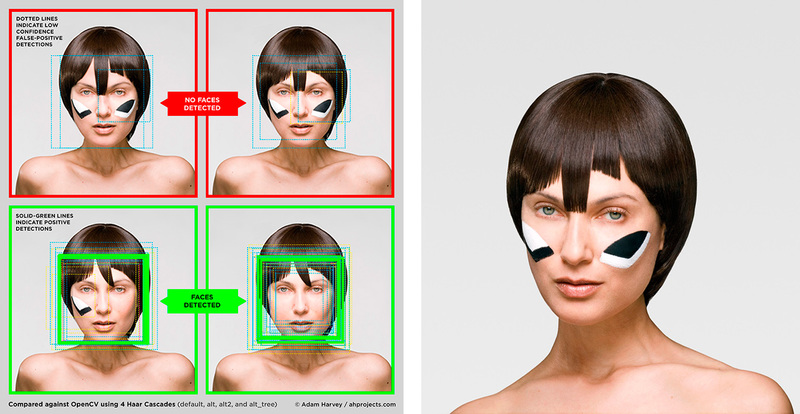 DOTTED LINES
INDICATE LOW
CONFIDENCE
FALSE-POSITIVE
DETECTIONS
NO FACES
DETECTED
SOLID-GREEN LINES
INDICATE POSITIVE
DETECTIONS
FACES
DETECTED
Compared against OpenCV using 4 Haar Cascades (default, alt, alt2, and alt_tree) © Adam Harvey / ahprojects.com